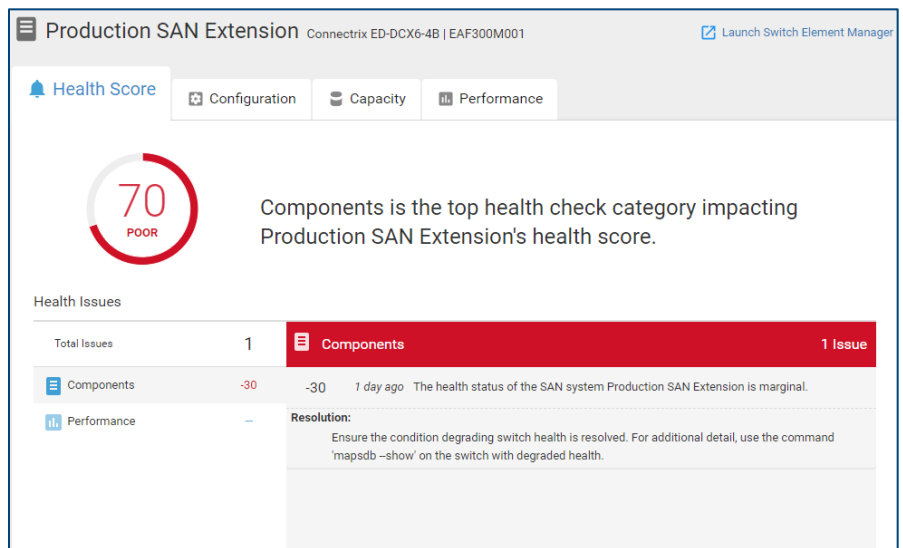 Production SAN Extension Connectrix ED-DCX6-4B | EAF300M001
Launch Switch Element Manager
Health Score
Configuration
Capacity
Performance
70
POOR
Components is the top health check category impacting
Production SAN Extension's health score.
Health Issues
Total Issues 1
Components -30
Performance –
Components 1 Issue
-30 1 day ago The health status of the SAN system Production SAN Extension is marginal.
Resolution:
Ensure the condition degrading switch health is resolved. For additional detail, use the command
'mapsdb --show' on the switch with degraded health.